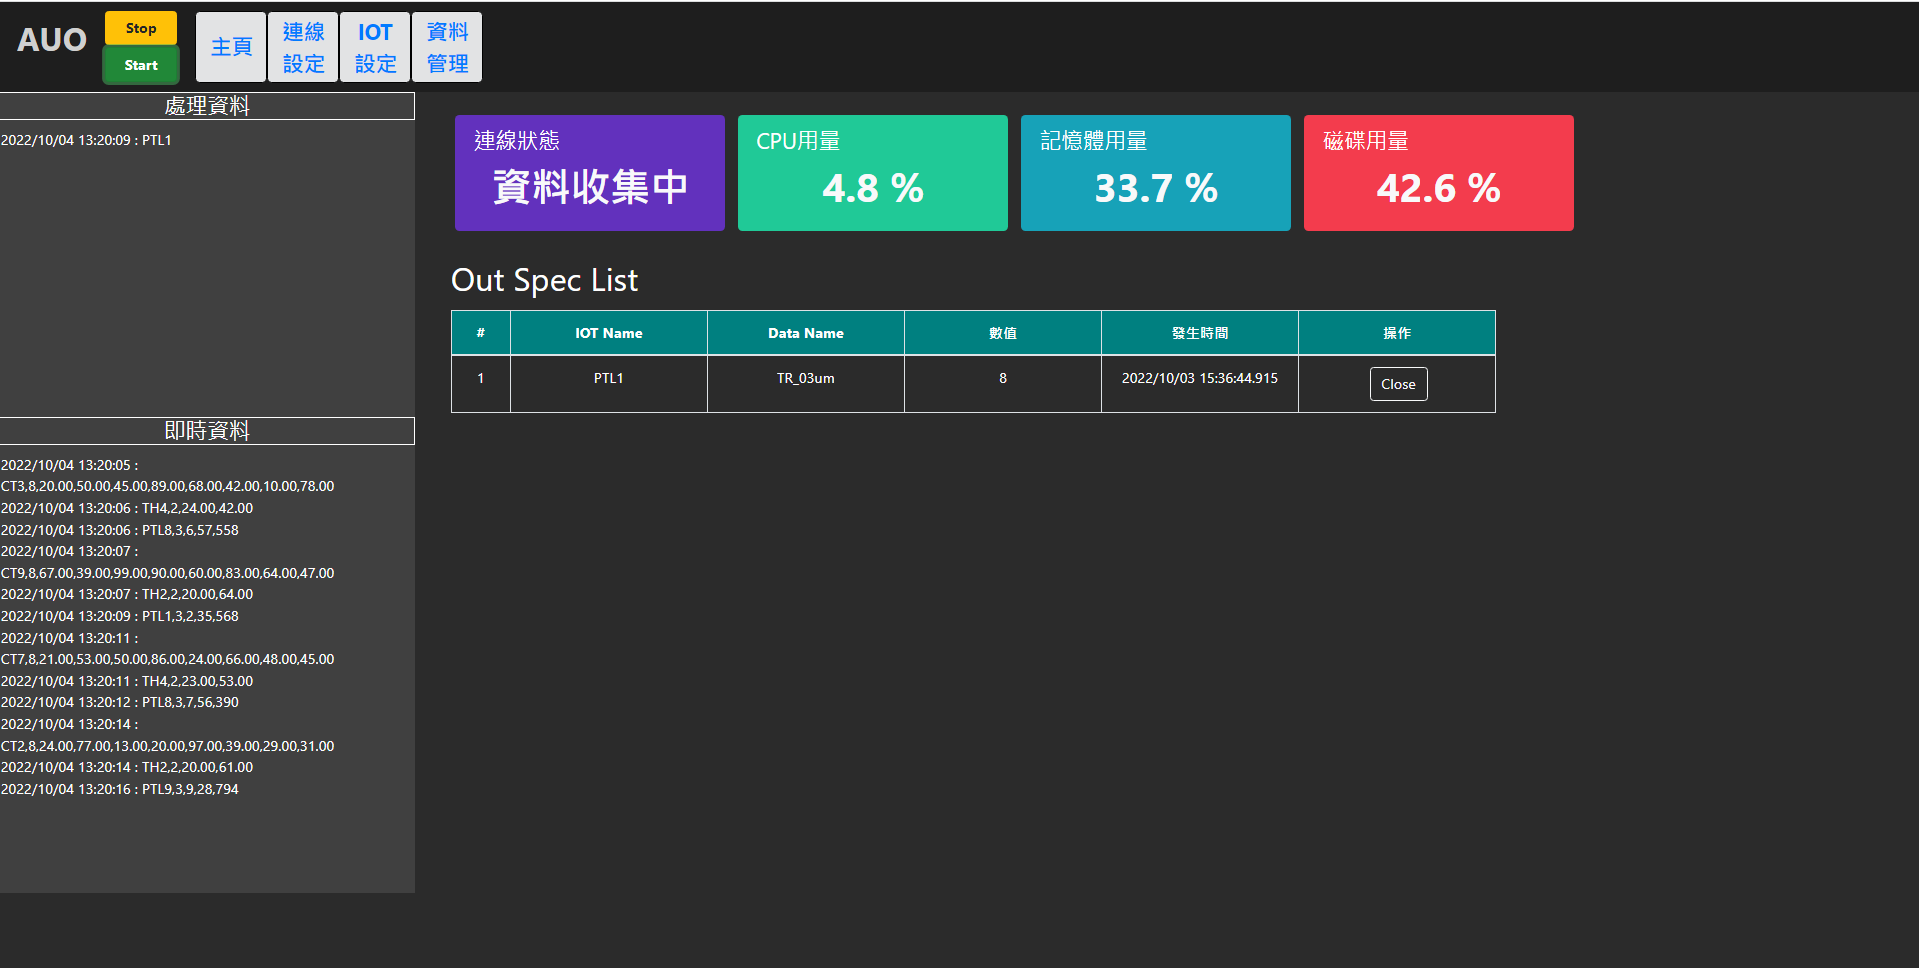 AUO
Stop
Start
主頁
連線
設定
IOT
設定
資料
管理
處理資料
2022/10/04 13:20:09 : PTL1
即時資料
2022/10/04 13:20:05 :
CT3,8,20.00,50.00,45.00,89.00,68.00,42.00,10.00,78.00
2022/10/04 13:20:06 : TH4,2,24.00,42.00
2022/10/04 13:20:06 : PTL8,3,6,57,558
2022/10/04 13:20:07 :
CT9,8,67.00,39.00,99.00,90.00,60.00,83.00,64.00,47.00
2022/10/04 13:20:07 : TH2,2,20.00,64.00
2022/10/04 13:20:09 : PTL1,3,2,35,568
2022/10/04 13:20:11 :
CT7,8,21.00,53.00,50.00,86.00,24.00,66.00,48.00,45.00
2022/10/04 13:20:11 : TH4,2,23.00,53.00
2022/10/04 13:20:12 : PTL8,3,7,56,390
2022/10/04 13:20:14 :
CT2,8,24.00,77.00,13.00,20.00,97.00,39.00,29.00,31.00
2022/10/04 13:20:14 : TH2,2,20.00,61.00
2022/10/04 13:20:16 : PTL9,3,9,28,794
連線狀態
資料收集中
CPU用量
4.8 %
記憶體用量
33.7 %
磁碟用量
42.6 %
Out Spec List
# IOT Name Data Name 數值 發生時間 操作
1 PTL1 TR_03um 8 2022/10/03 15:36:44.915 Close